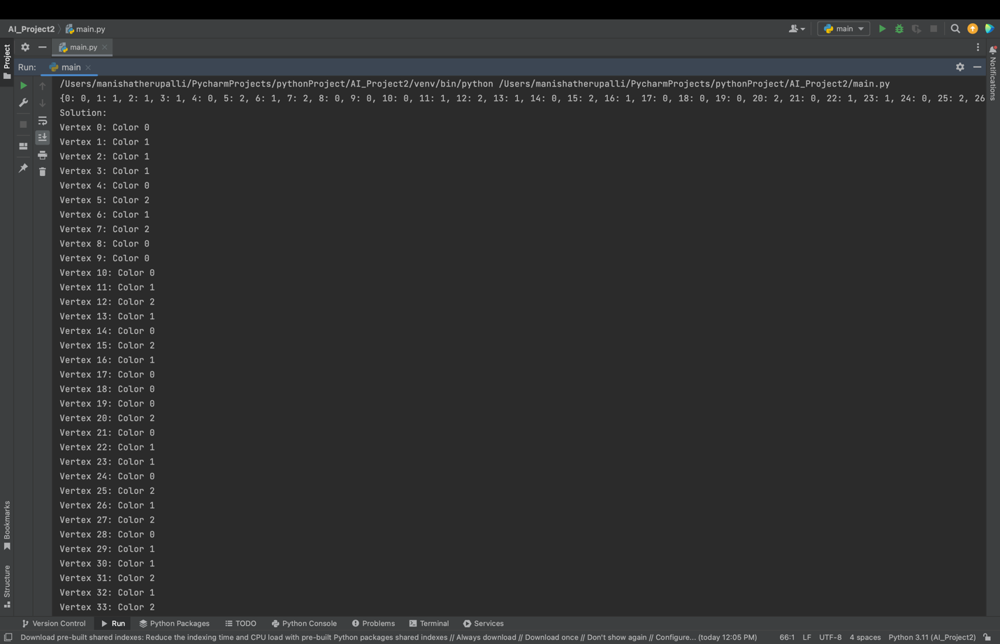 AI_Project2 main.py
main
main.py
Project
Notifications
Run: main
/Users/manishatherupalli/PycharmProjects/pythonProject/AI_Project2/venv/bin/python /Users/manishatherupalli/PycharmProjects/pythonProject/AI_Project2/main.py
{0: 0, 1: 1, 2: 1, 3: 1, 4: 0, 5: 2, 6: 1, 7: 2, 8: 0, 9: 0, 10: 0, 11: 1, 12: 2, 13: 1, 14: 0, 15: 2, 16: 1, 17: 0, 18: 0, 19: 0, 20: 2, 21: 0, 22: 1, 23: 1, 24: 0, 25: 2, 26
Solution:
Vertex 0: Color 0
Vertex 1: Color 1
Vertex 2: Color 1
Vertex 3: Color 1
Vertex 4: Color 0
Vertex 5: Color 2
Vertex 6: Color 1
Vertex 7: Color 2
Vertex 8: Color 0
Vertex 9: Color 0
Vertex 10: Color 0
Vertex 11: Color 1
Vertex 12: Color 2
Vertex 13: Color 1
Vertex 14: Color 0
Vertex 15: Color 2
Vertex 16: Color 1
Vertex 17: Color 0
Vertex 18: Color 0
Vertex 19: Color 0
Vertex 20: Color 2
Vertex 21: Color 0
Vertex 22: Color 1
Vertex 23: Color 1
Vertex 24: Color 0
Vertex 25: Color 2
Vertex 26: Color 1
Vertex 27: Color 2
Vertex 28: Color 0
Vertex 29: Color 1
Vertex 30: Color 1
Vertex 31: Color 2
Vertex 32: Color 1
Vertex 33: Color 2
Bookmarks
Structure
Version Control Run Python Packages TODO Python Console Problems Terminal Services
Download pre-built shared indexes: Reduce the indexing time and CPU load with pre-built Python packages shared indexes // Always download // Download once // Don't show again // Configure... (today 12:05 PM) 66:1 LF UTF-8 4 spaces Python 3.11 (AI_Project2)